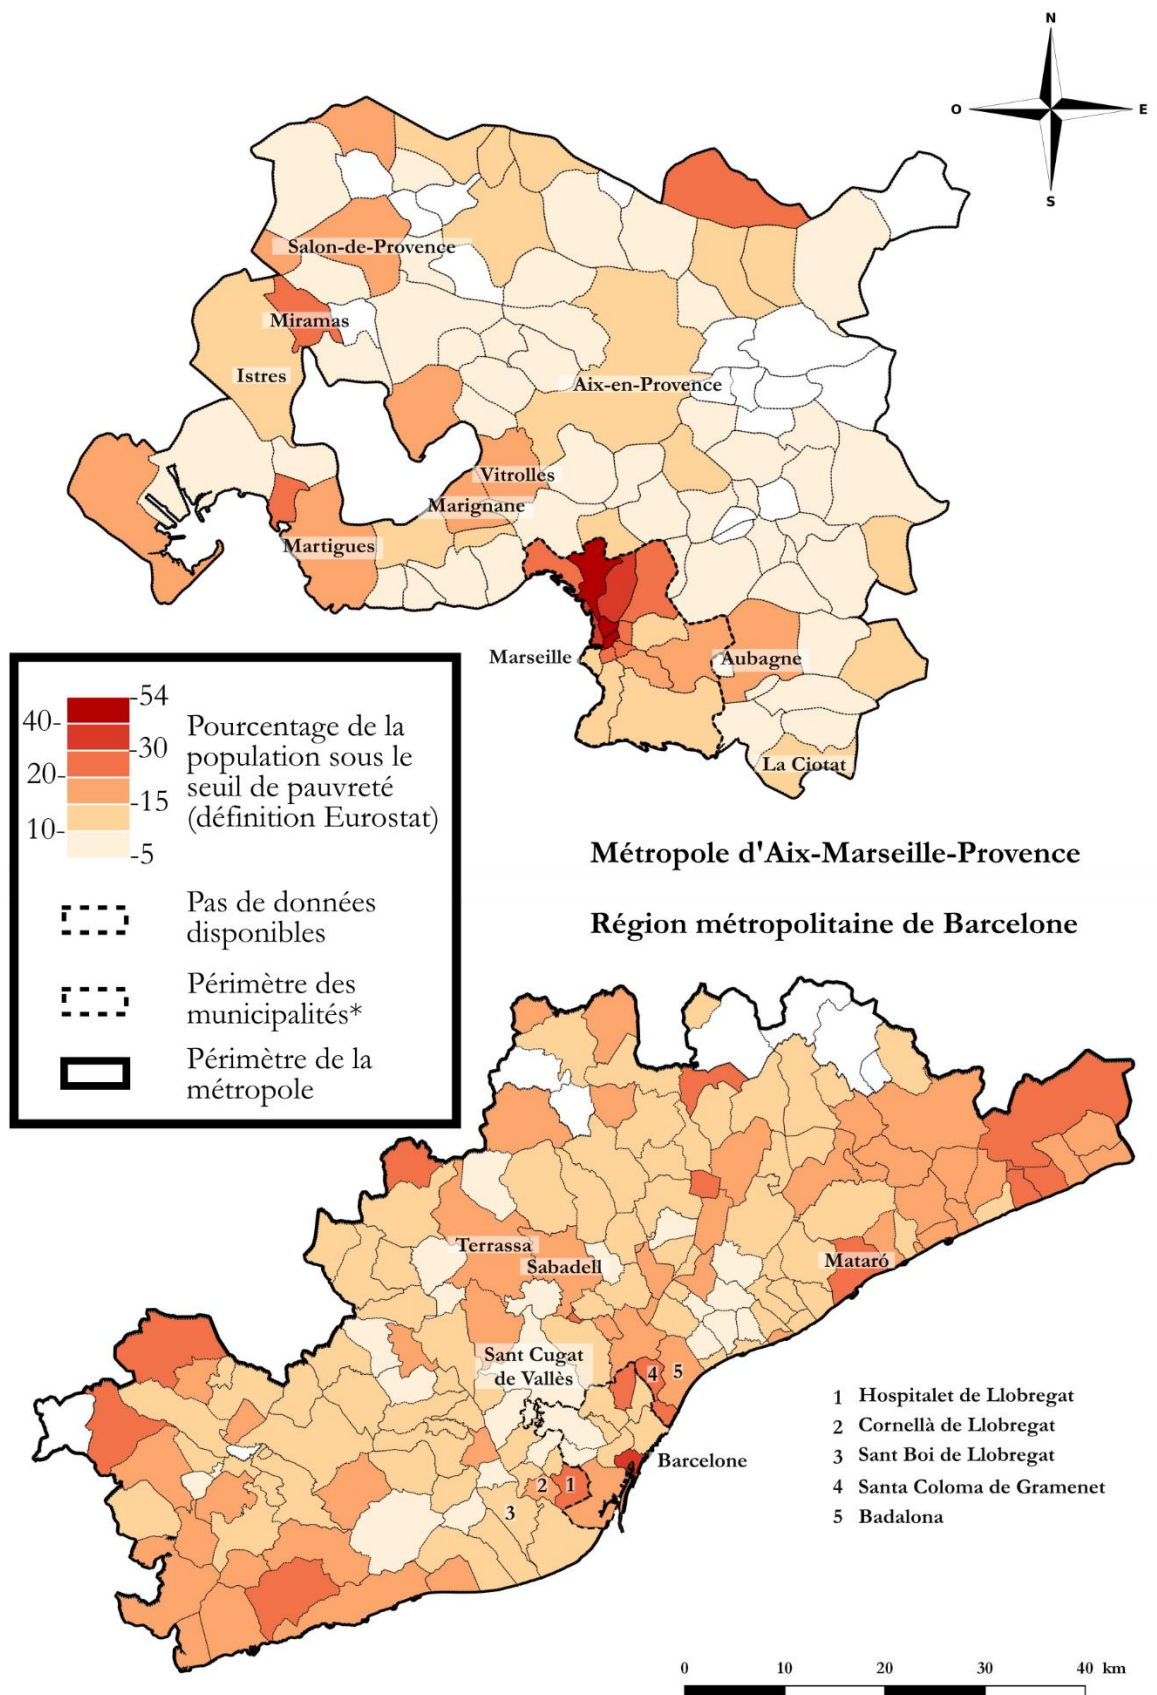 N
O
E
S
Salon-de-Provence
Miramas
Istres
Aix-en-Provence
Vitrolles
Marignane
Martigues
Marseille
Aubagne
La Ciotat
54
40-
30
20-
15
10-
5
Pourcentage de la
population sous le
seuil de pauvreté
(définition Eurostat)
Pas de données
disponibles
Périmètre des
municipalités*
Périmètre de la
métropole
Métropole d'Aix-Marseille-Provence
Région métropolitaine de Barcelone
Terrassa
Sabadell
Mataró
Sant Cugat
de Vallès
4
5
Barcelone
2
1
3
1 Hospitalet de Llobregat
2 Cornellà de Llobregat
3 Sant Boi de Llobregat
4 Santa Coloma de Gramenet
5 Badalona
0 10 20 30 40 km